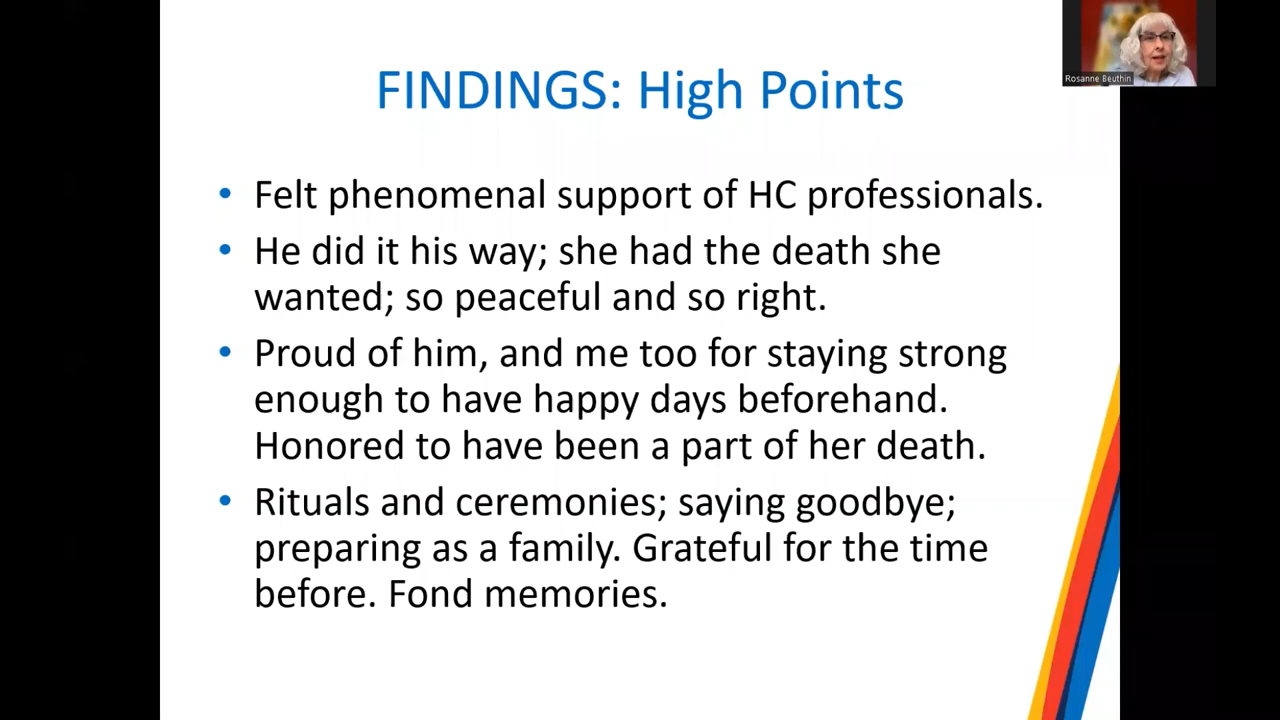 FINDINGS: High Points
Rosanne Beuthin
• Felt phenomenal support of HC professionals.
• He did it his way; she had the death she
wanted; so peaceful and so right.
• Proud of him, and me too for staying strong
enough to have happy days beforehand.
Honored to have been a part of her death.
• Rituals and ceremonies; saying goodbye;
preparing as a family. Grateful for the time
before. Fond memories.